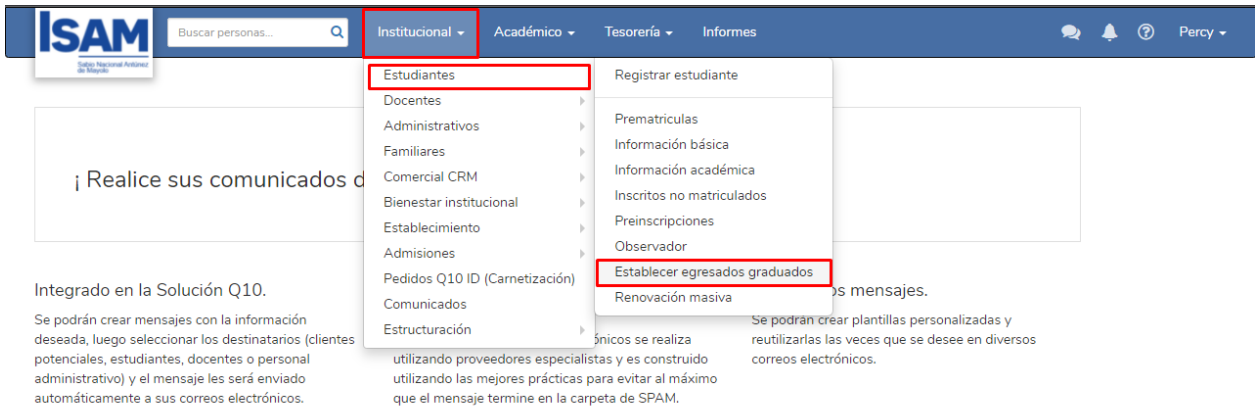 ISAM
Sabio Nacional Antúnez
de Mayolo
Buscar personas...
Institucional
Académico
Tesorería
Informes
Percy
Estudiantes
Docentes
Administrativos
Familiares
Comercial CRM
Bienestar institucional
Establecimiento
Admisiones
Pedidos Q10 ID (Carnetización)
Comunicados
Estructuración
Registrar estudiante
Prematriculas
Información básica
Información académica
Inscritos no matriculados
Preinscripciones
Observador
Establecer egresados graduados
Renovación masiva
¡ Realice sus comunicados d
Integrado en la Solución Q10.
Se podrán crear mensajes con la información
deseada, luego seleccionar los destinatarios (clientes
potenciales, estudiantes, docentes o personal
administrativo) y el mensaje les será enviado
automáticamente a sus correos electrónicos.
ónicos se realiza
utilizando proveedores especialistas y es construido
utilizando las mejores prácticas para evitar al máximo
que el mensaje termine en la carpeta de SPAM.
os mensajes.
Se podrán crear plantillas personalizadas y
reutilizarlas las veces que se desee en diversos
correos electrónicos.